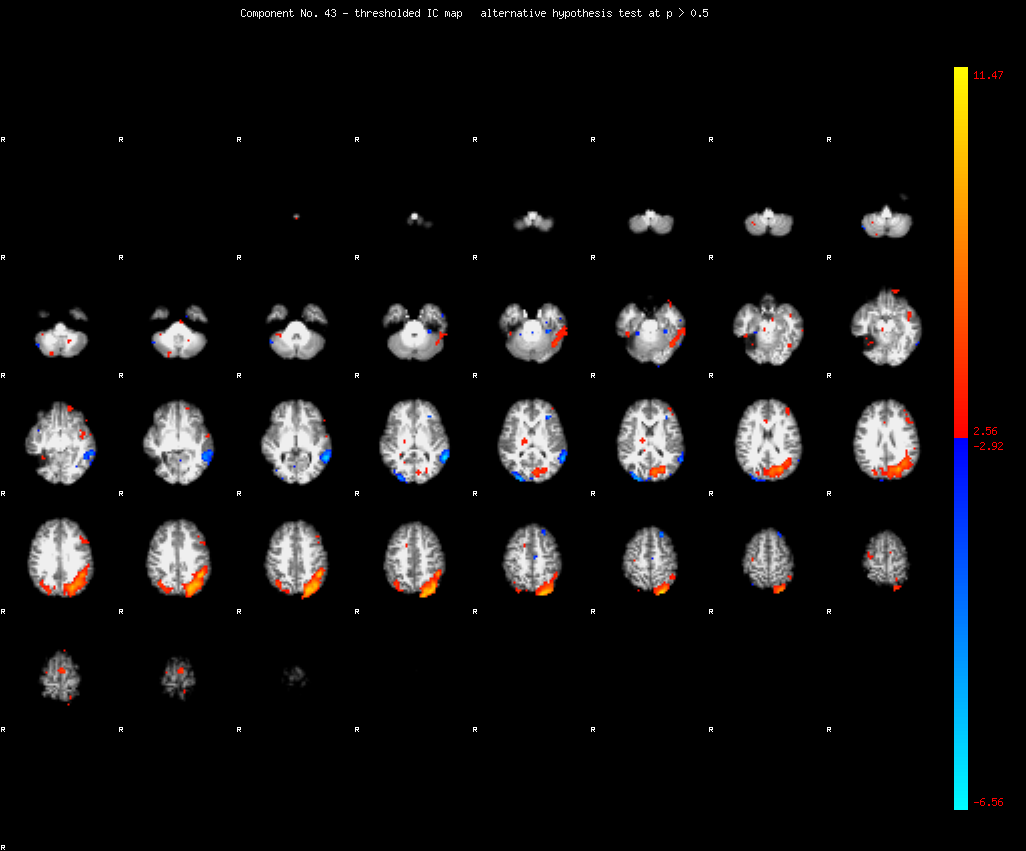 Component No. 43 - thresholded IC map   alternative hypothesis test at p > 0.5
11.47
R R R R R R R R
R R R R R R R R
R R R R R R R R
2.56
-2.92
R R R R R R R R
R R R R R R R R
R R R R R R R R
-6.56
R